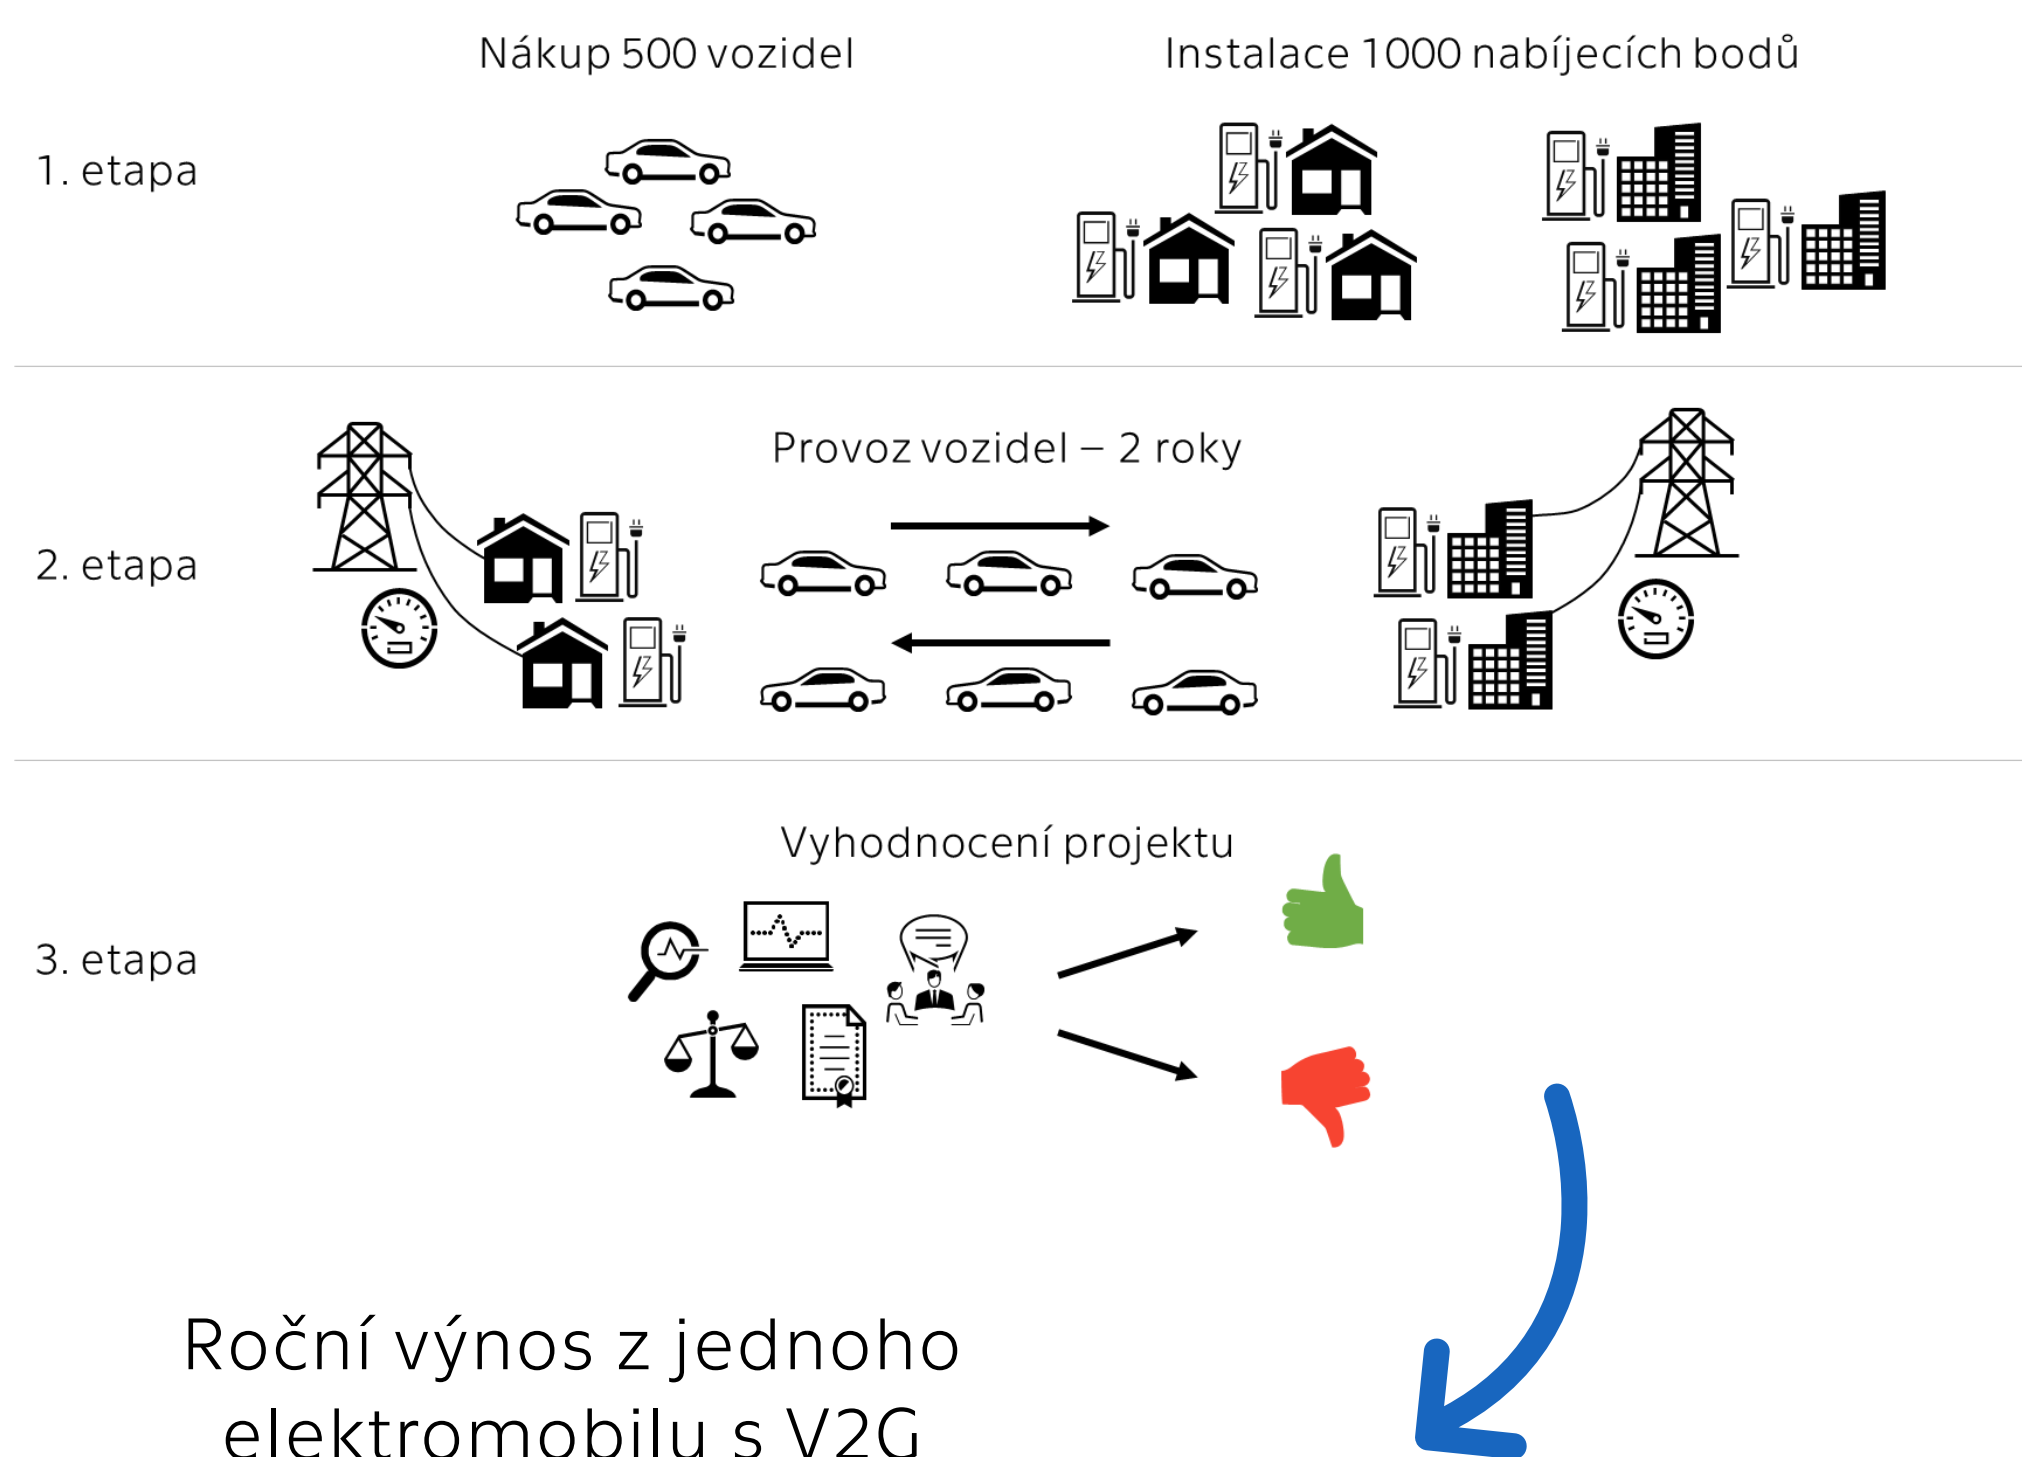 Nákup 500 vozidel
Instalace 1000 nabíjecích bodů
1. etapa
Provoz vozidel – 2 roky
2. etapa
Vyhodnocení projektu
3. etapa
Roční výnos z jednoho
elektromobilu s V2G